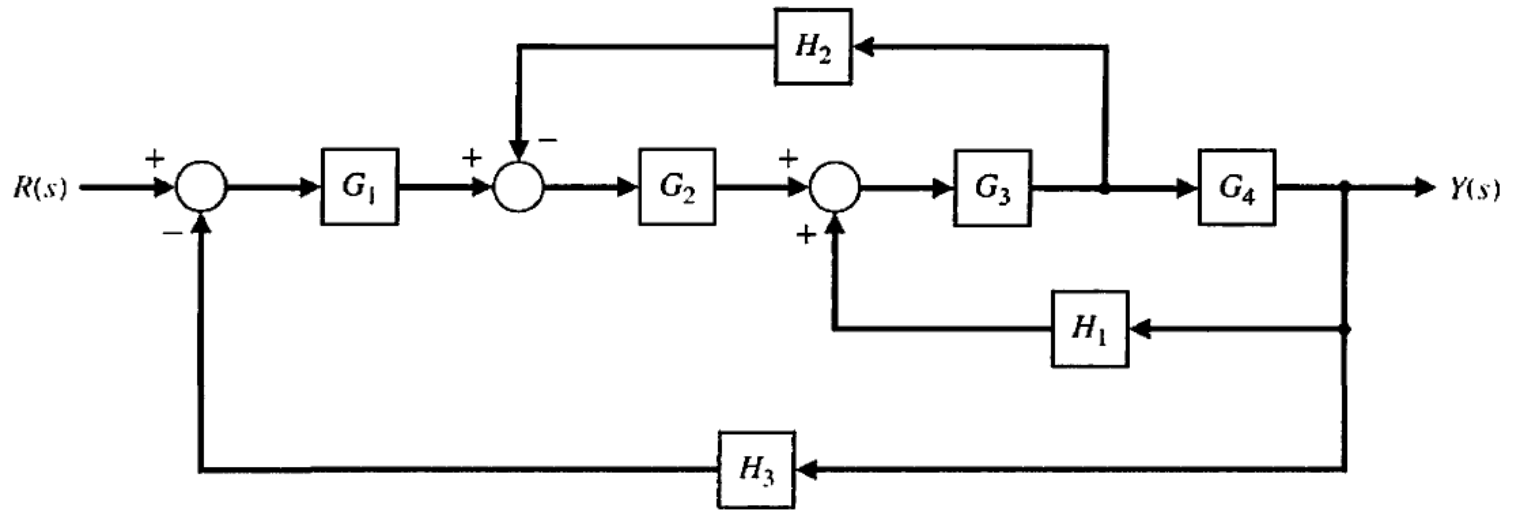 H₂
−
+
R(s)
G₁
+
G₂
+
G₃
G₄
Y(s)
−
+
H₁
H₃